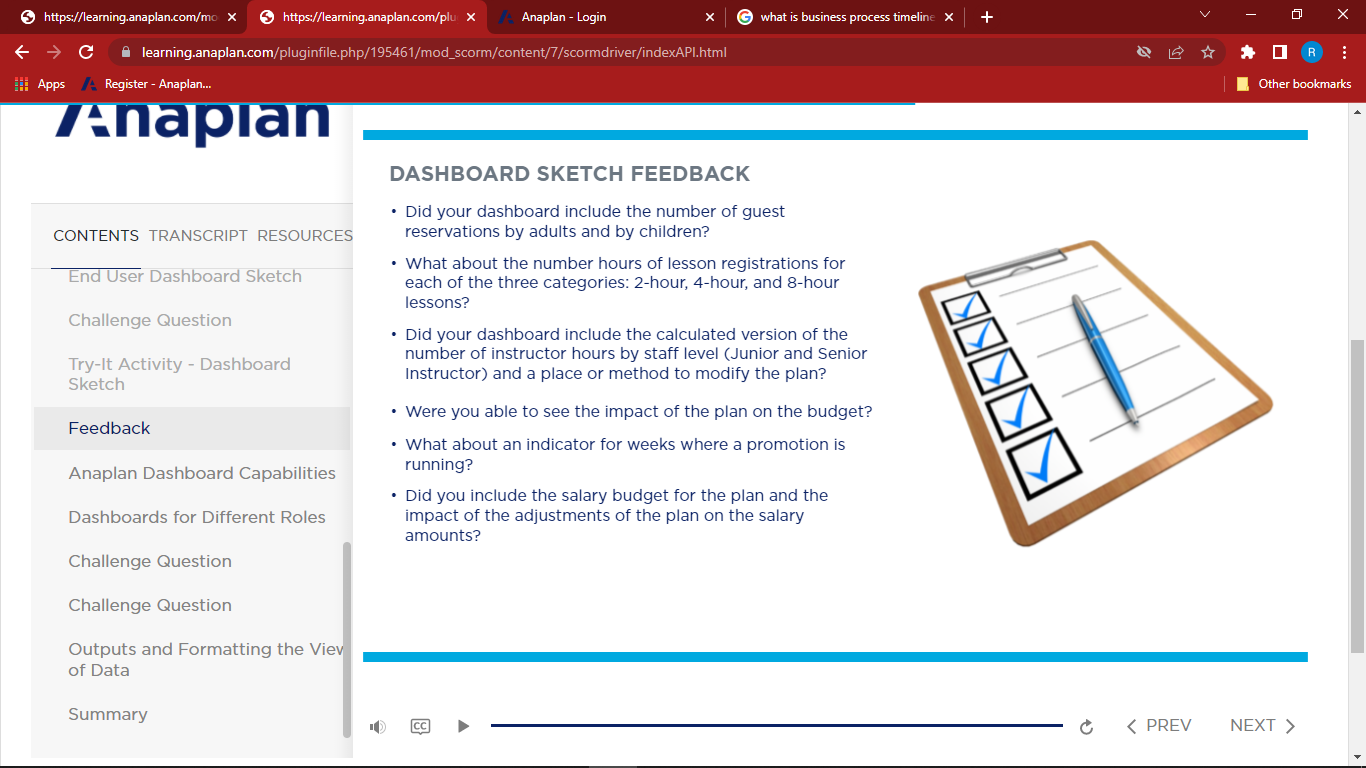 https://learning.anaplan.com/mo
https://learning.anaplan.com/plu
Anaplan - Login
what is business process timeline
learning.anaplan.com/pluginfile.php/195461/mod_scorm/content/7/scormdriver/indexAPI.html
R
Apps
Register - Anaplan...
Other bookmarks
Anaplan
CONTENTS TRANSCRIPT RESOURCES
End User Dashboard Sketch
Challenge Question
Try-It Activity - Dashboard
Sketch
Feedback
Anaplan Dashboard Capabilities
Dashboards for Different Roles
Challenge Question
Challenge Question
Outputs and Formatting the View
of Data
Summary
DASHBOARD SKETCH FEEDBACK
• Did your dashboard include the number of guest
reservations by adults and by children?
• What about the number hours of lesson registrations for
each of the three categories: 2-hour, 4-hour, and 8-hour
lessons?
• Did your dashboard include the calculated version of the
number of instructor hours by staff level (Junior and Senior
Instructor) and a place or method to modify the plan?
• Were you able to see the impact of the plan on the budget?
• What about an indicator for weeks where a promotion is
running?
• Did you include the salary budget for the plan and the
impact of the adjustments of the plan on the salary
amounts?
CC
PREV
NEXT